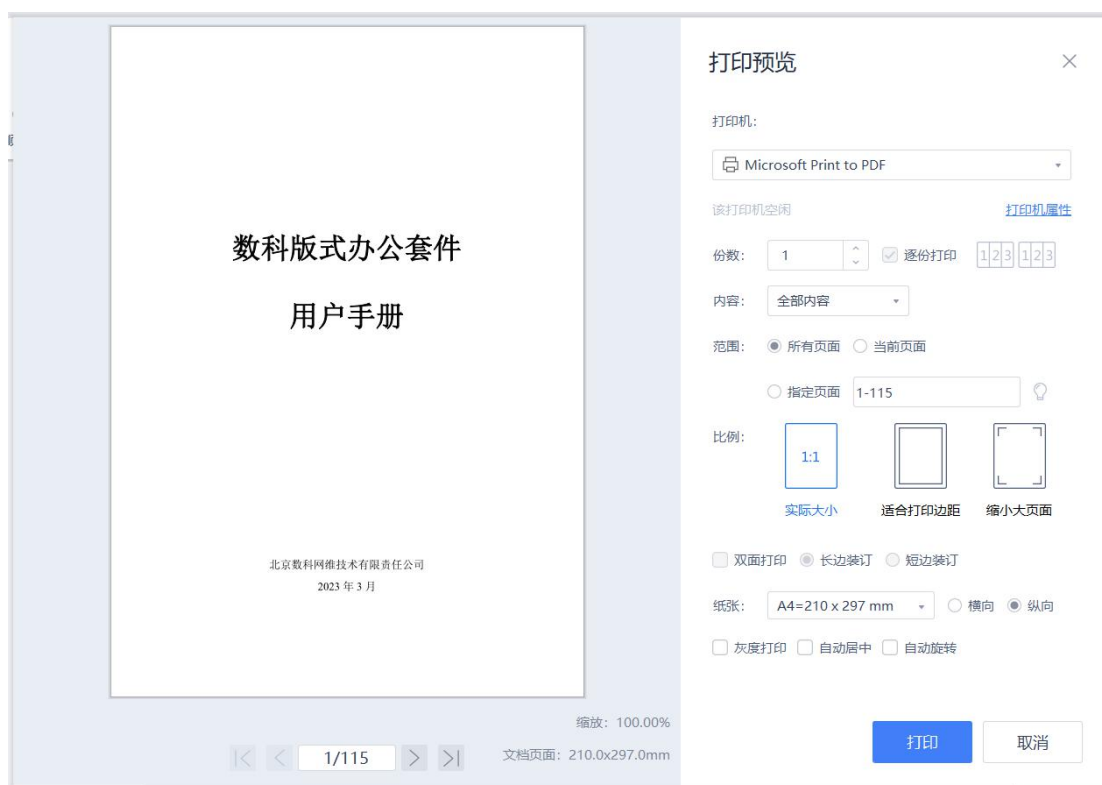 数科版式办公套件
用户手册
北京数科网维技术有限责任公司
2023 年 3 月
缩放：100.00%
1/115
文档页面：210.0x297.0mm
打印预览
打印机：
Microsoft Print to PDF
该打印机空闲 打印机属性
份数： 1 逐份打印 1 2 3 1 2 3
内容： 全部内容
范围： 所有页面 当前页面
指定页面 1-115
比例： 1:1
实际大小 适合打印边距 缩小大页面
双面打印 长边装订 短边装订
纸张： A4=210 x 297 mm 横向 纵向
灰度打印 自动居中 自动旋转
打印 取消